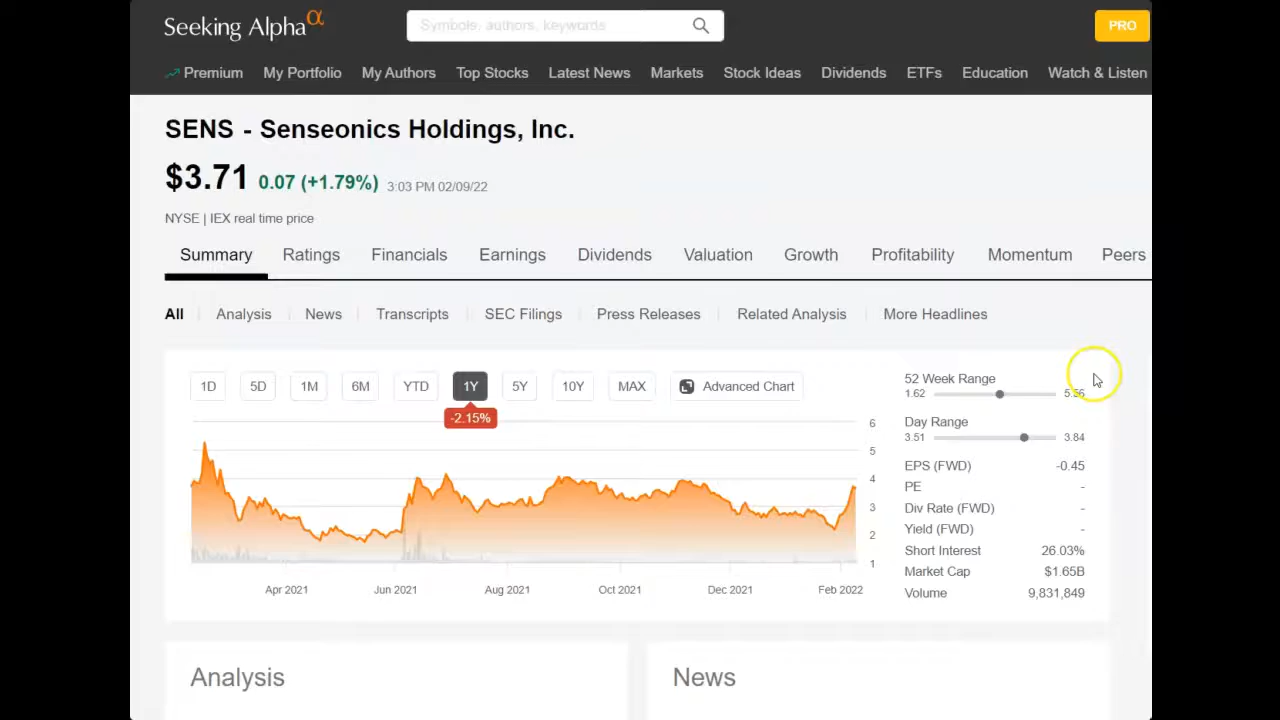 Seeking Alpha α
Symbols, authors, keywords
PRO
Premium My Portfolio My Authors Top Stocks Latest News Markets Stock Ideas Dividends ETFs Education Watch & Listen
SENS - Senseonics Holdings, Inc.
$3.71 0.07 (+1.79%) 3:03 PM 02/09/22
NYSE | IEX real time price
Summary Ratings Financials Earnings Dividends Valuation Growth Profitability Momentum Peers
All Analysis News Transcripts SEC Filings Press Releases Related Analysis More Headlines
1D 5D 1M 6M YTD 1Y 5Y 10Y MAX Advanced Chart
-2.15%
6
5
4
3
2
1
Apr 2021 Jun 2021 Aug 2021 Oct 2021 Dec 2021 Feb 2022
52 Week Range
1.62 5.56
Day Range
3.51 3.84
EPS (FWD) -0.45
PE -
Div Rate (FWD) -
Yield (FWD) -
Short Interest 26.03%
Market Cap $1.65B
Volume 9,831,849
Analysis
News